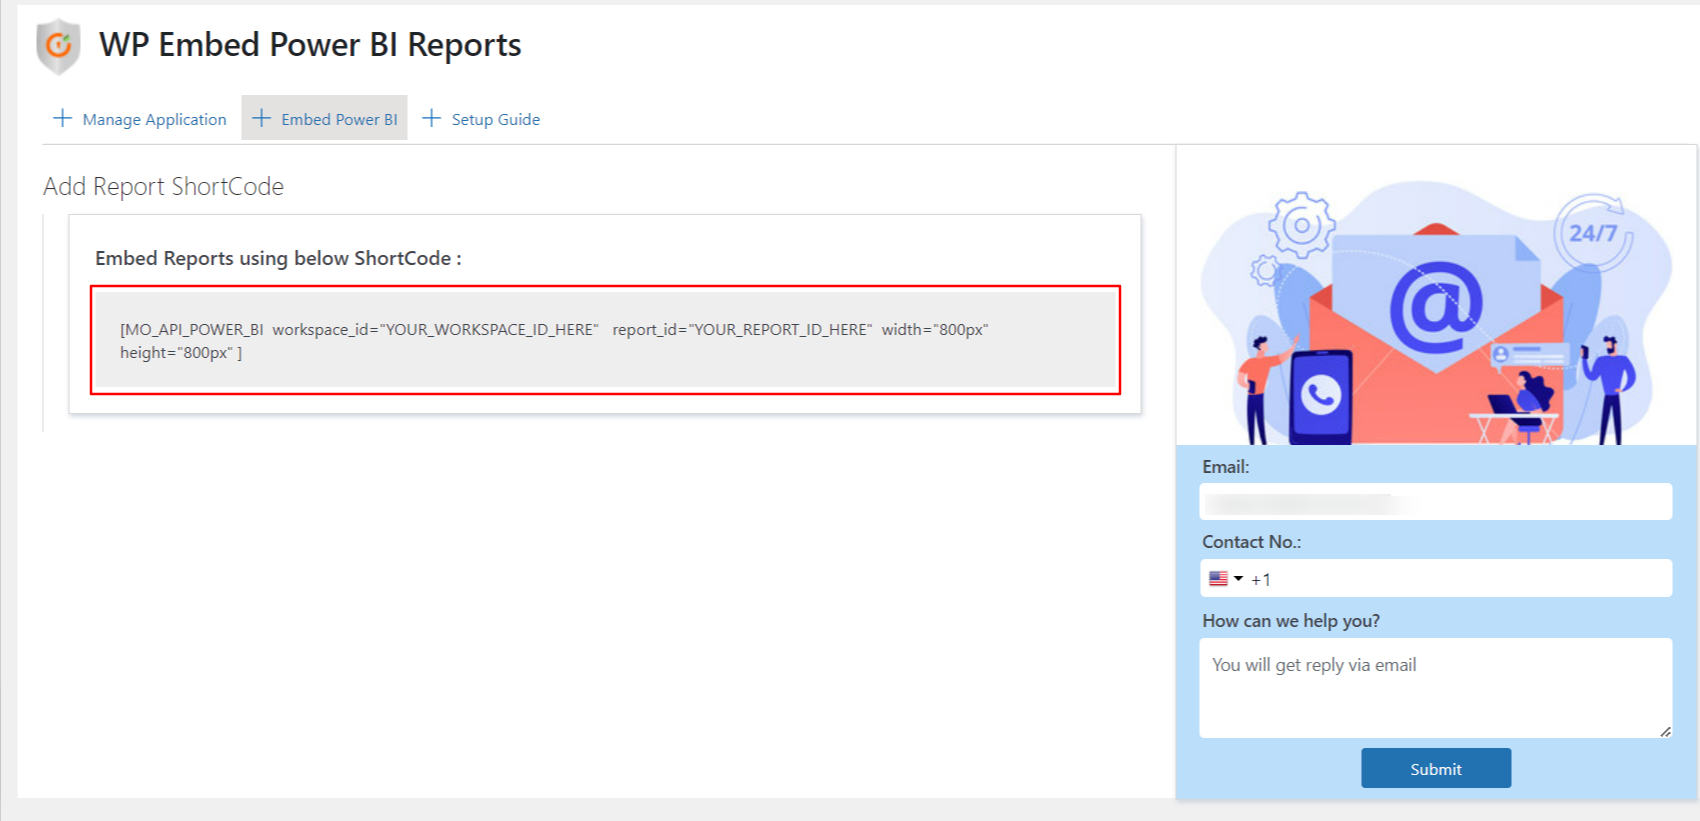 WP Embed Power BI Reports
Manage Application
Embed Power BI
Setup Guide
Add Report ShortCode
Embed Reports using below ShortCode :
[MO_API_POWER_BI workspace_id="YOUR_WORKSPACE_ID_HERE" report_id="YOUR_REPORT_ID_HERE" width="800px"
height="800px" ]
24/7
@
Email:
Contact No.:
+1
How can we help you?
You will get reply via email
Submit